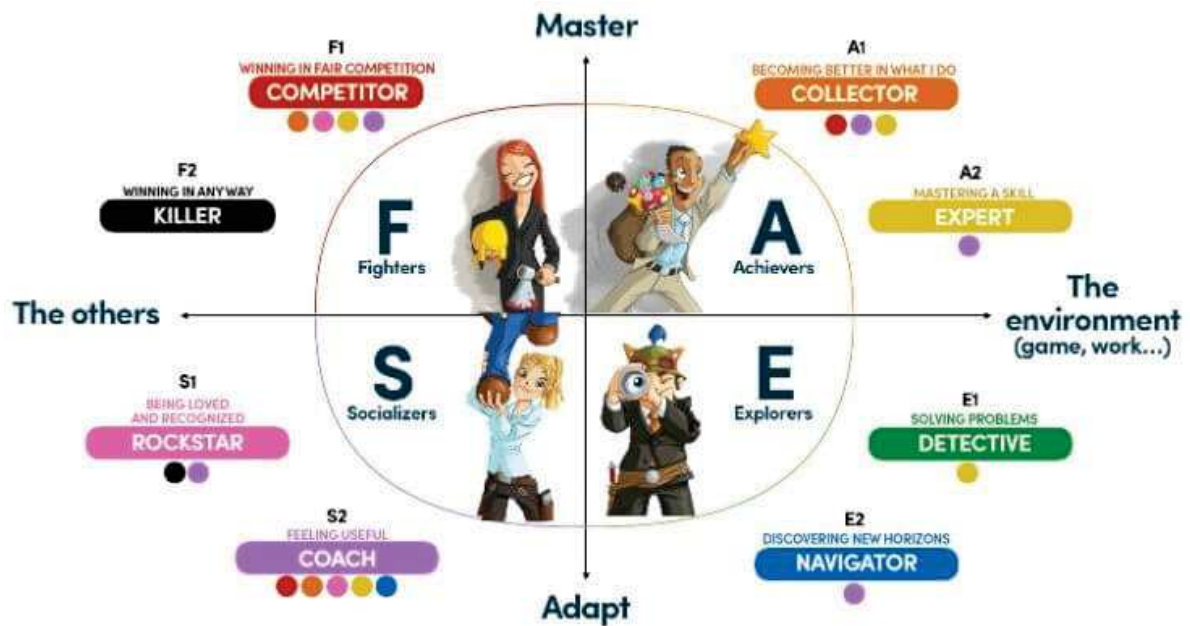 Master
F1
WINNING IN FAIR COMPETITION
COMPETITOR
A1
BECOMING BETTER IN WHAT I DO
COLLECTOR
F2
WINNING IN ANY WAY
KILLER
A2
MASTERING A SKILL
EXPERT
F
Fighters
A
Achievers
The others
The
environment
(game, work...)
S
Socializers
E
Explorers
S1
BEING LOVED
AND RECOGNIZED
ROCKSTAR
E1
SOLVING PROBLEMS
DETECTIVE
S2
FEELING USEFUL
COACH
E2
DISCOVERING NEW HORIZONS
NAVIGATOR
Adapt